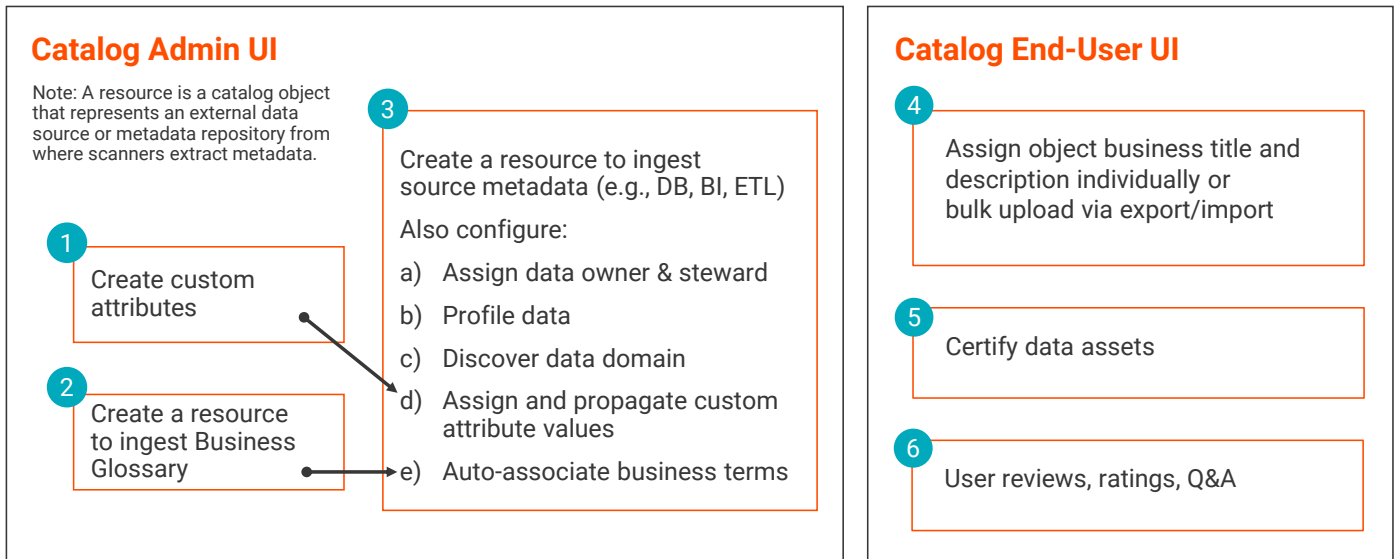 Catalog Admin UI
Note: A resource is a catalog object
that represents an external data
source or metadata repository from
where scanners extract metadata.
1
Create custom
attributes
2
Create a resource
to ingest Business
Glossary
3
Create a resource to ingest
source metadata (e.g., DB, BI, ETL)
Also configure:
a) Assign data owner & steward
b) Profile data
c) Discover data domain
d) Assign and propagate custom
attribute values
e) Auto-associate business terms
Catalog End-User UI
4
Assign object business title and
description individually or
bulk upload via export/import
5
Certify data assets
6
User reviews, ratings, Q&A